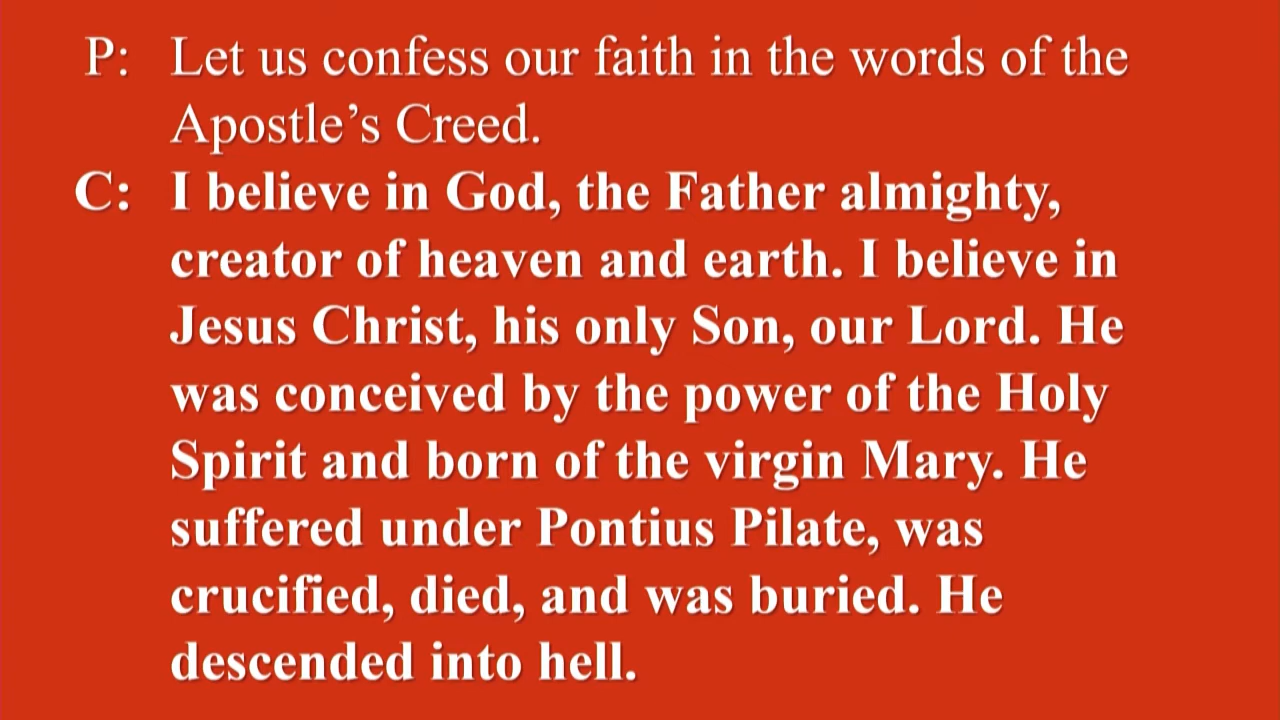 P: Let us confess our faith in the words of the
Apostle’s Creed.
C: I believe in God, the Father almighty,
creator of heaven and earth. I believe in
Jesus Christ, his only Son, our Lord. He
was conceived by the power of the Holy
Spirit and born of the virgin Mary. He
suffered under Pontius Pilate, was
crucified, died, and was buried. He
descended into hell.